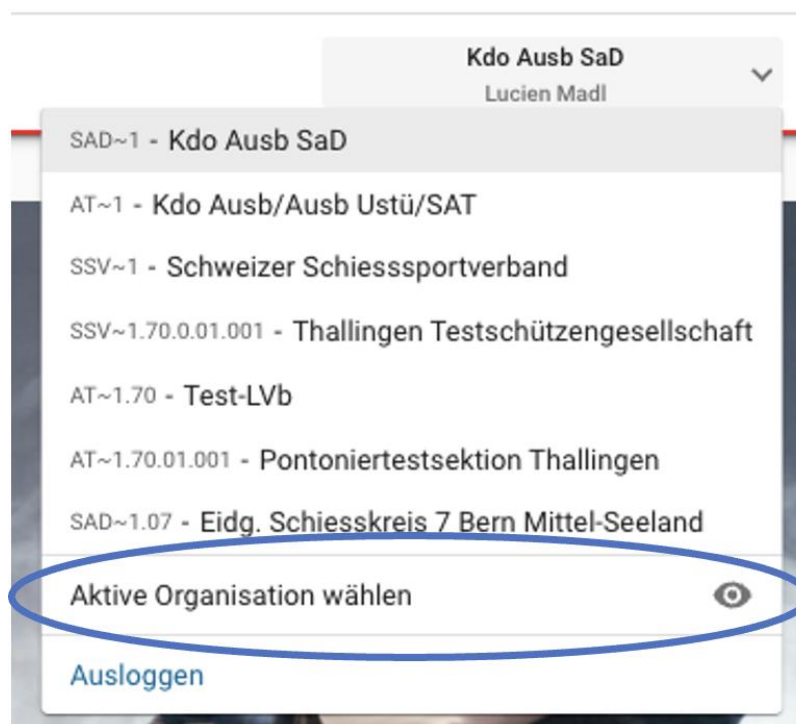 Kdo Ausb SaD
Lucien Madl
SAD~1 - Kdo Ausb SaD
AT~1 - Kdo Ausb/Ausb Ustü/SAT
SSV~1 - Schweizer Schiesssportverband
SSV~1.70.0.01.001 - Thallingen Testschützengesellschaft
AT~1.70 - Test-LVb
AT~1.70.01.001 - Pontoniertestsektion Thallingen
SAD~1.07 - Eidg. Schiesskreis 7 Bern Mittel-Seeland
Aktive Organisation wählen
Ausloggen